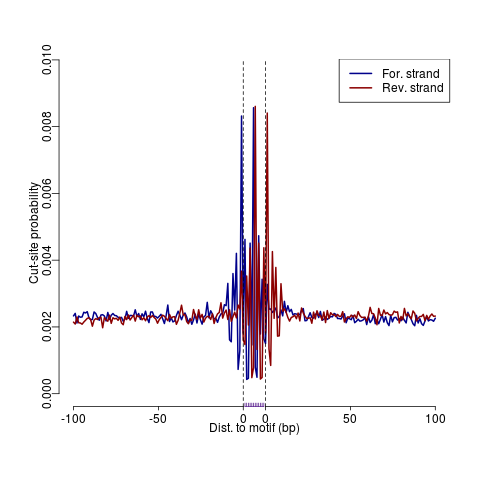 For. strand
Rev. strand
Cut-site probability
0.010
0.008
0.006
0.004
0.002
0.000
-100 -50 0 0 50 100
Dist. to motif (bp)